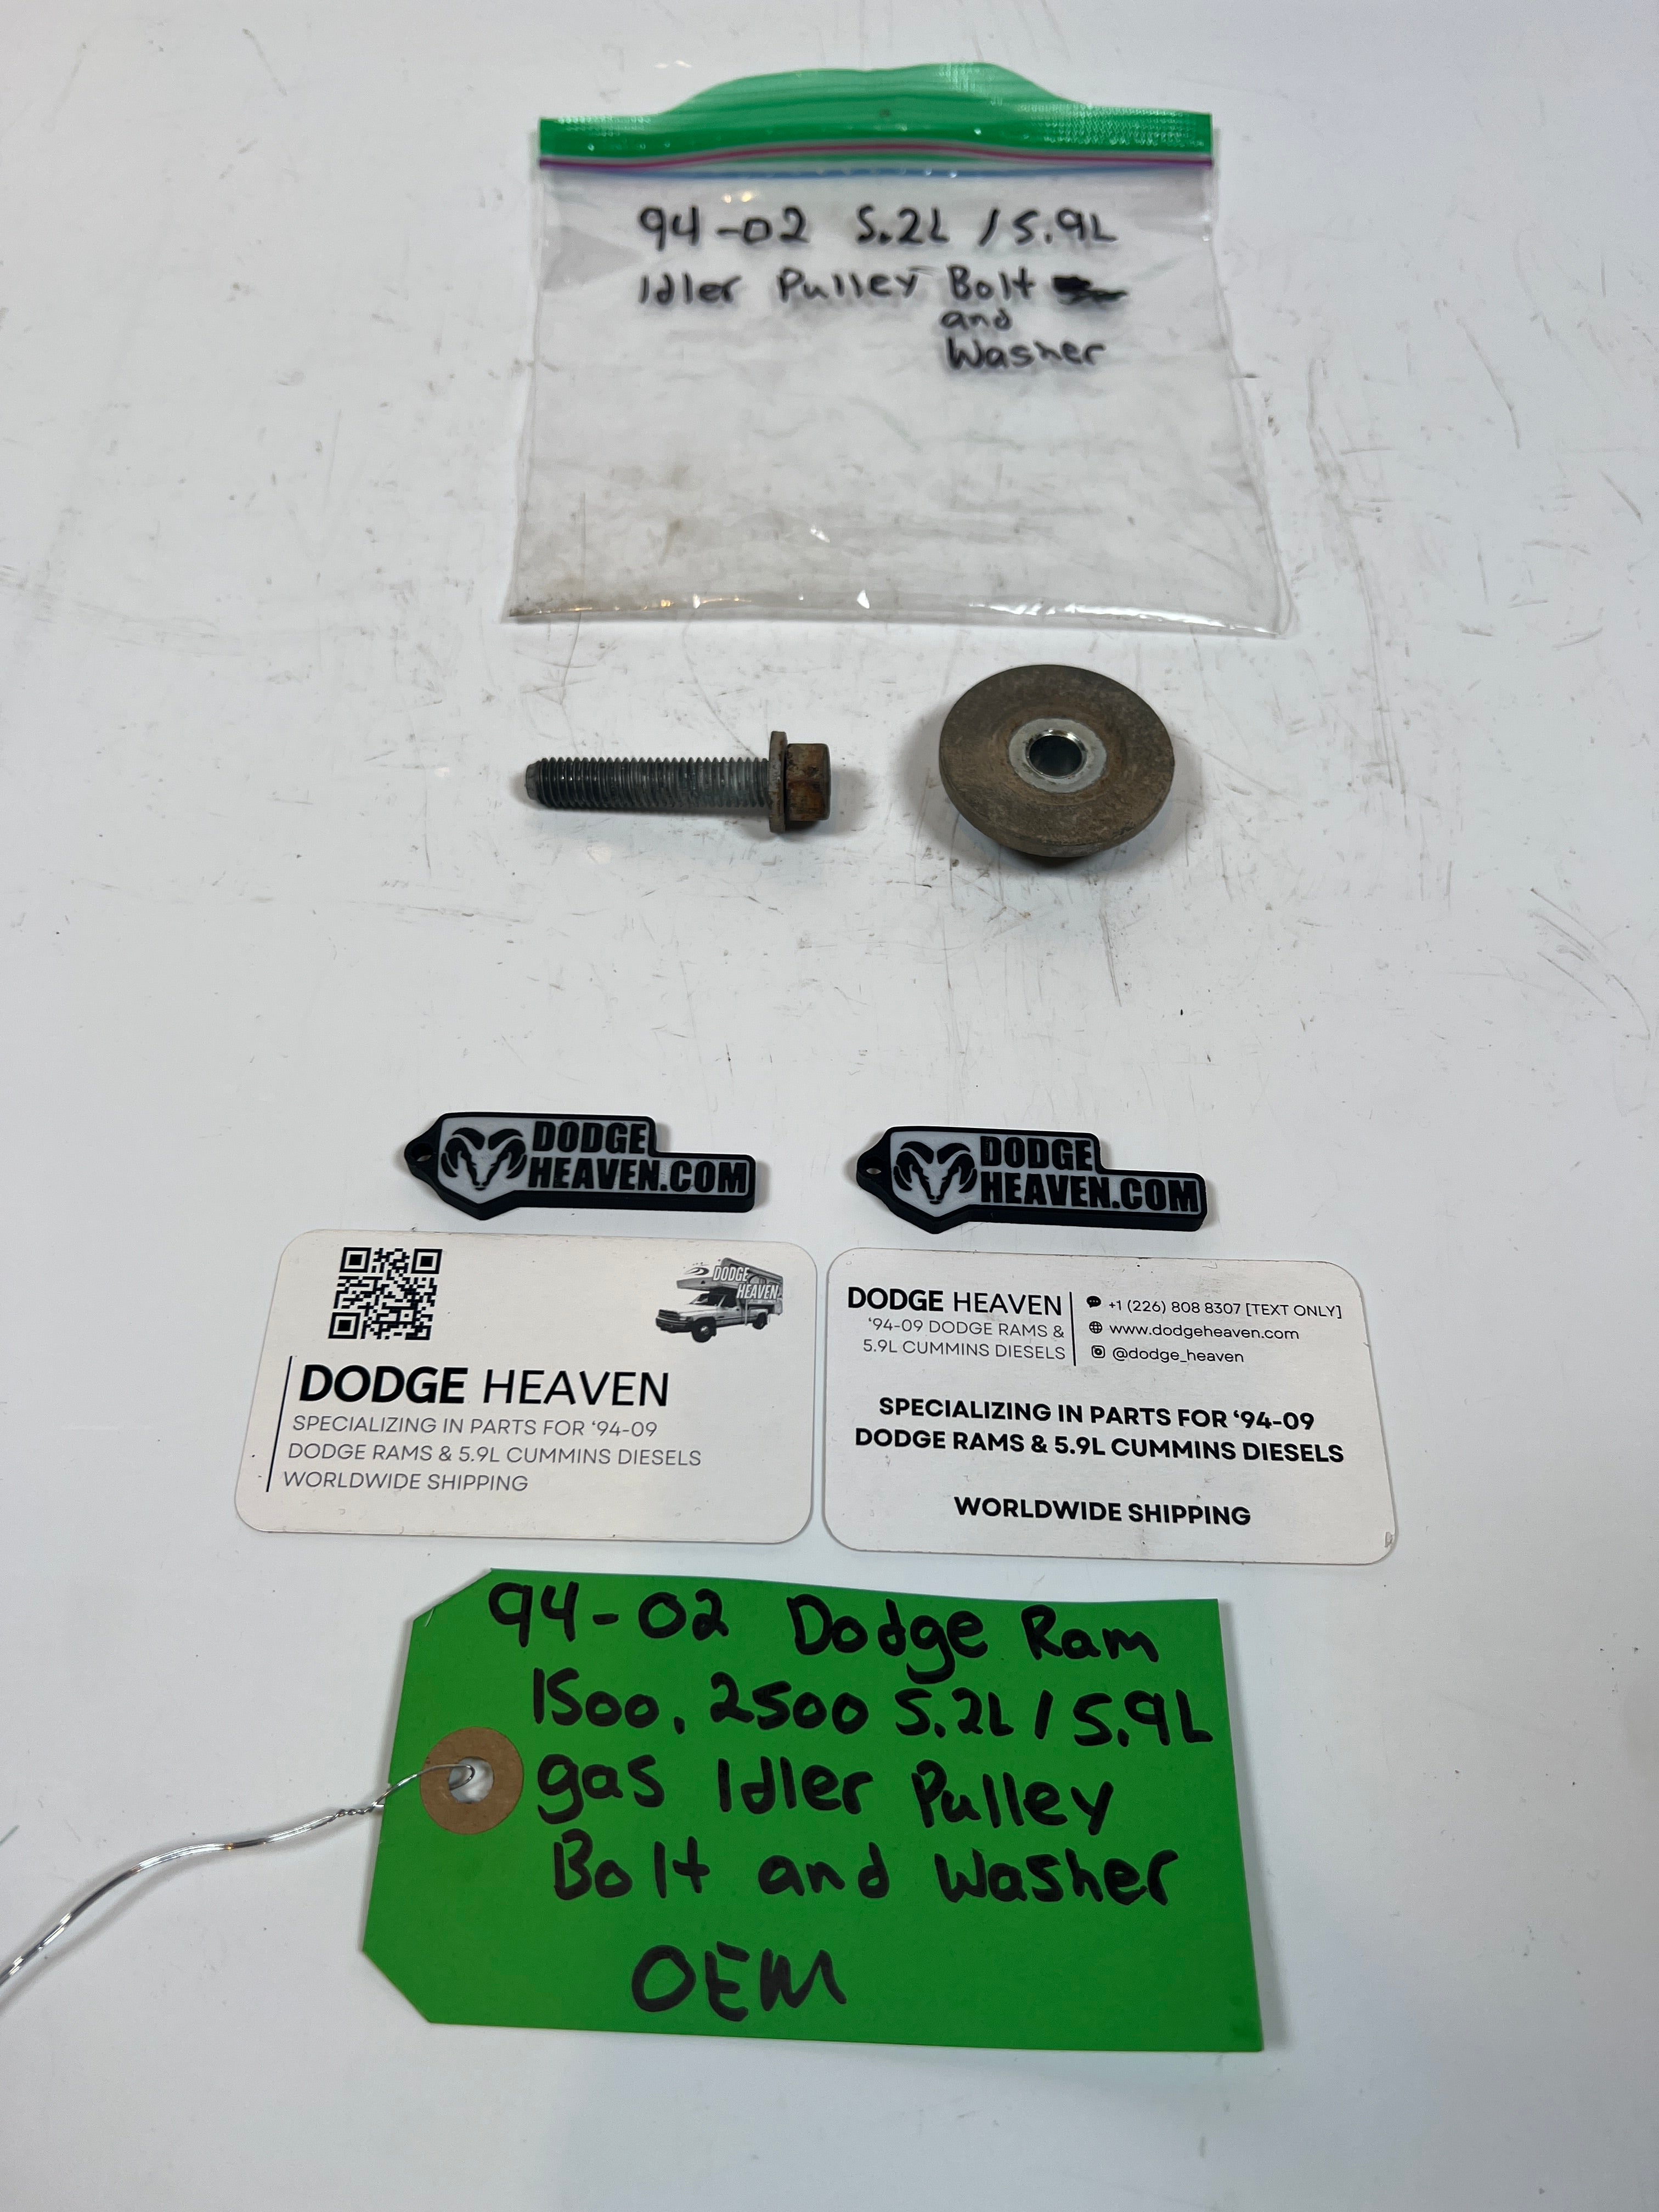 94-02 5.2L / 5.9L
Idler Pulley Bolt
and
Washer
DODGE
HEAVEN.COM
DODGE
HEAVEN.COM
DODGE
HEAVEN
DODGE HEAVEN
SPECIALIZING IN PARTS FOR ‘94-09
DODGE RAMS & 5.9L CUMMINS DIESELS
WORLDWIDE SHIPPING
DODGE HEAVEN
‘94-09 DODGE RAMS &
5.9L CUMMINS DIESELS
+1 (226) 808 8307 [TEXT ONLY]
www.dodgeheaven.com
@dodge_heaven
SPECIALIZING IN PARTS FOR ‘94-09
DODGE RAMS & 5.9L CUMMINS DIESELS
WORLDWIDE SHIPPING
94-02 Dodge Ram
1500, 2500 5.2L / 5.9L
gas Idler Pulley
Bolt and Washer
OEM